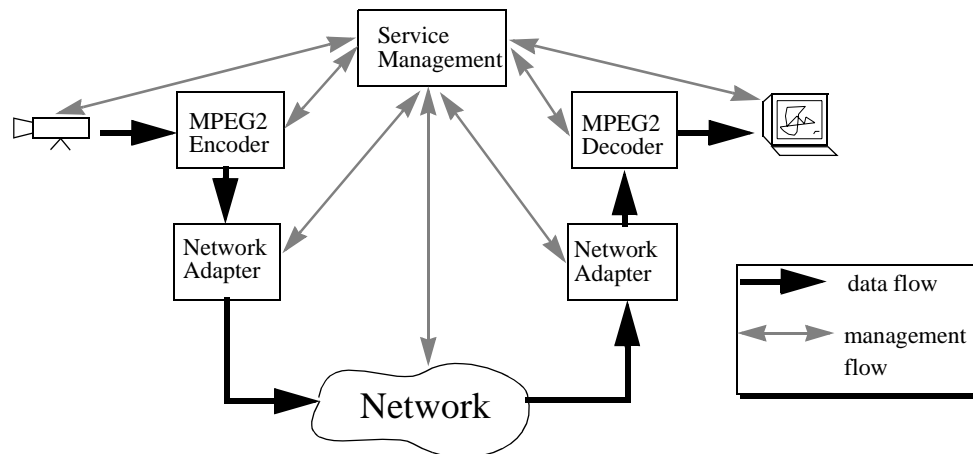 Service
Management
MPEG2
Encoder
MPEG2
Decoder
Network
Adapter
Network
Adapter
Network
data flow
management
flow